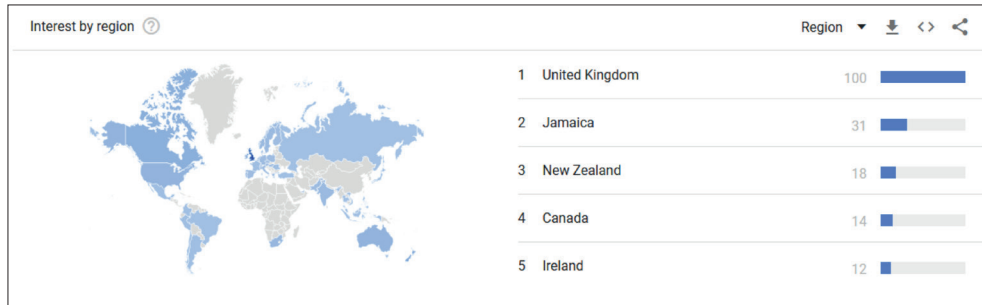 Interest by region ?
Region
1 United Kingdom 100
2 Jamaica 31
3 New Zealand 18
4 Canada 14
5 Ireland 12